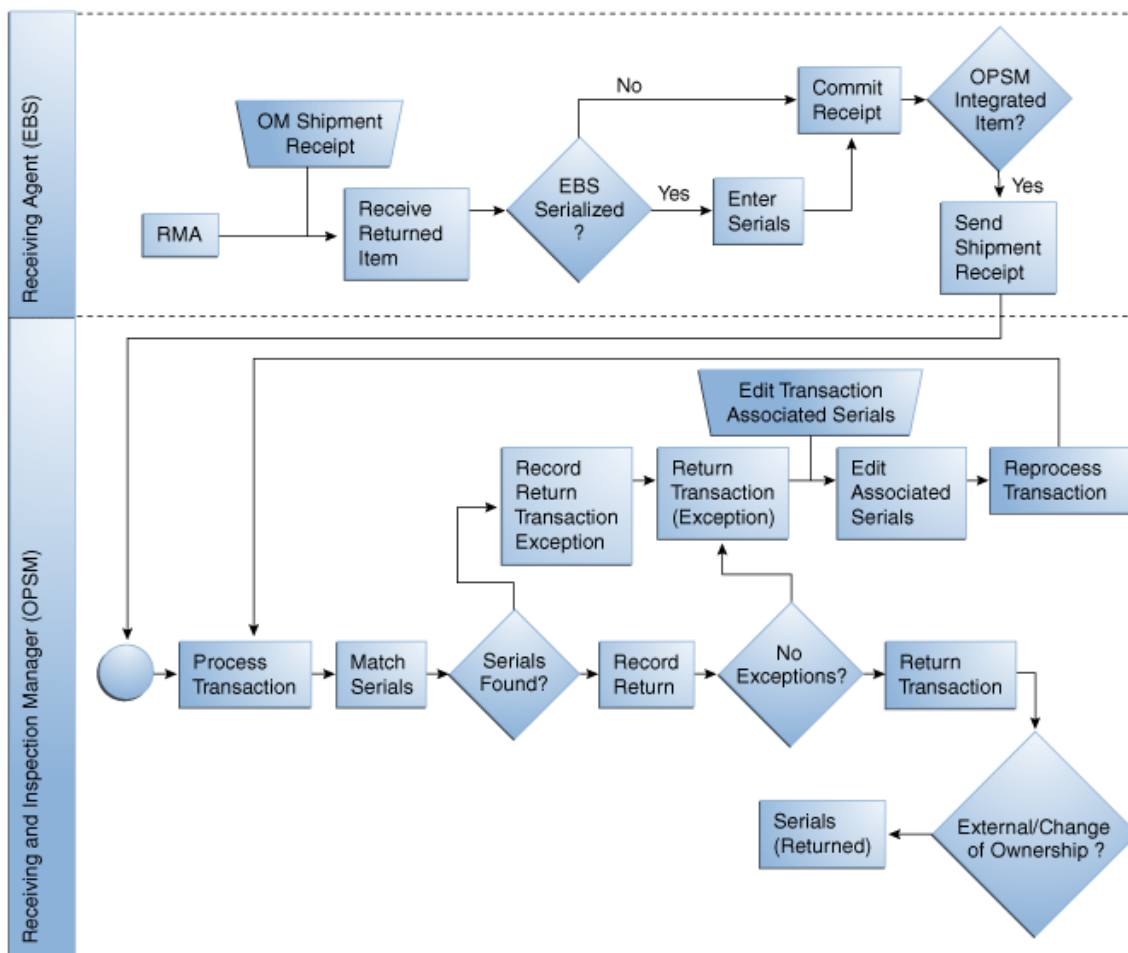 Receiving Agent (EBS)
OM Shipment
Receipt
RMA
Receive
Returned
Item
EBS
Serialized
?
No
Yes
Enter
Serials
Commit
Receipt
OPSM
Integrated
Item?
Yes
Send
Shipment
Receipt
Receiving and Inspection Manager (OPSM)
Edit Transaction
Associated Serials
Record
Return
Transaction
Exception
Return
Transaction
(Exception)
Edit
Associated
Serials
Reprocess
Transaction
Process
Transaction
Match
Serials
Serials
Found?
Record
Return
No
Exceptions?
Return
Transaction
Serials
(Returned)
External/Change
of Ownership ?